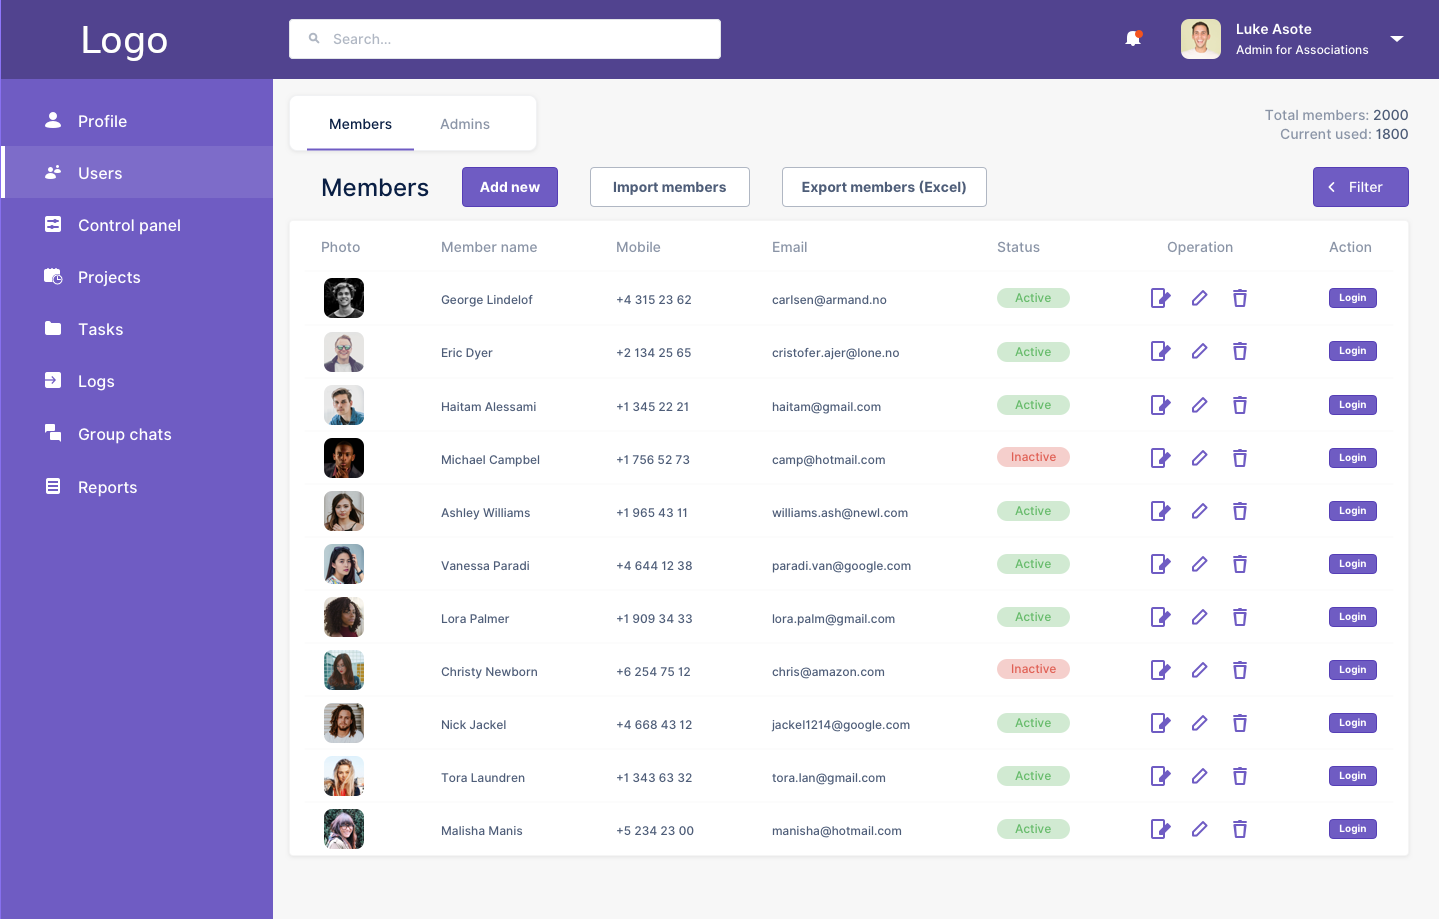 Logo
Search...
Luke Asote
Admin for Associations
Profile
Users
Control panel
Projects
Tasks
Logs
Group chats
Reports
Members Admins
Total members: 2000
Current used: 1800
Members Add new Import members Export members (Excel) Filter
Photo Member name Mobile Email Status Operation Action
George Lindelof +4 315 23 62 carlsen@armand.no Active Login
Eric Dyer +2 134 25 65 cristofer.ajer@lone.no Active Login
Haitam Alessami +1 345 22 21 haitam@gmail.com Active Login
Michael Campbel +1 756 52 73 camp@hotmail.com Inactive Login
Ashley Williams +1 965 43 11 williams.ash@newl.com Active Login
Vanessa Paradi +4 644 12 38 paradi.van@google.com Active Login
Lora Palmer +1 909 34 33 lora.palm@gmail.com Active Login
Christy Newborn +6 254 75 12 chris@amazon.com Inactive Login
Nick Jackel +4 668 43 12 jackel1214@google.com Active Login
Tora Laundren +1 343 63 32 tora.lan@gmail.com Active Login
Malisha Manis +5 234 23 00 manisha@hotmail.com Active Login